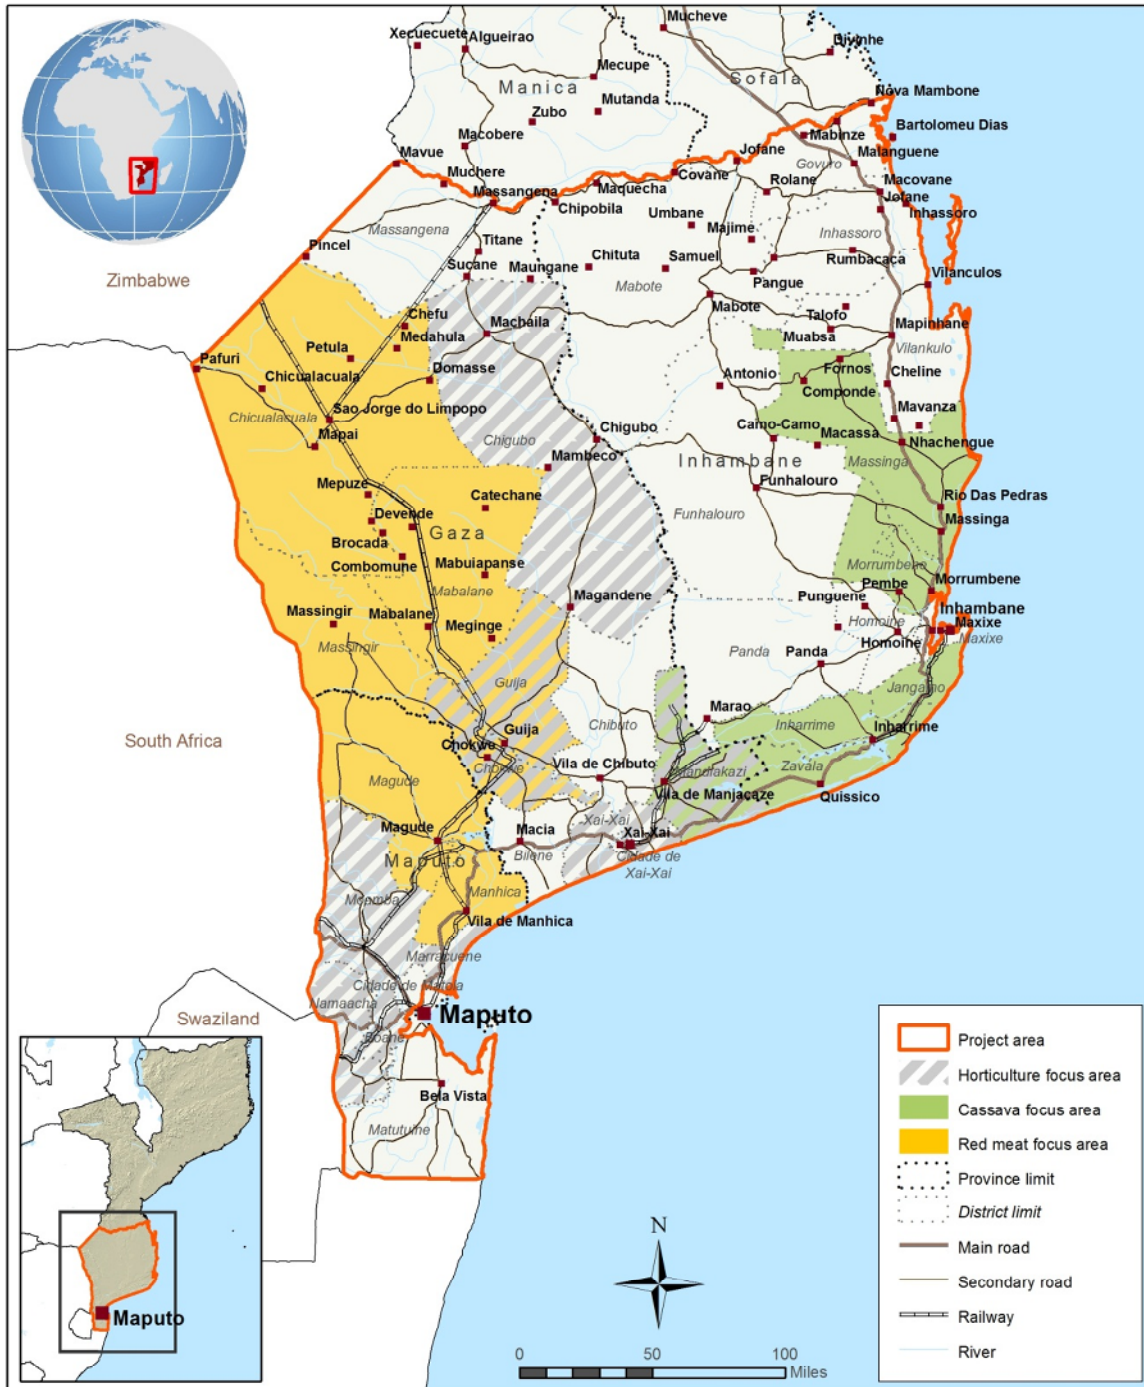 Mucheve
Xecuecuete
Algueirao
Divinhe
Mecupe
Sofala
Manica
Nova Mambone
Mutanda
Zubo
Bartolomeu Dias
Macobere
Mabinze
Mavue
Jofane
Maianguene
Govuro
Muchere
Covane
Rolane
Macovane
Massangena
Maquecha
Jofane
Chipobila
Umbane
Inhassoro
Massangena
Majime
Inhassoro
Titane
Pincel
Chituta
Samuel
Rumbacaca
Zimbabwe
Sucane
Maungane
Pangue
Vilanculos
Mabote
Mabote
Talofo
Chefu
Machaila
Muabsa
Mapinhane
Medahula
Vilankulo
Petula
Pafuri
Fornos
Chicualacuala
Domasse
Antonio
Componde
Cheline
Chicualacuala
Sao Jorge do Limpopo
Mavanza
Mapai
Chigubo
Chigubo
Camo-Camo
Macassa
Nhachengue
Mambeco
Inhambane
Massinga
Mepuze
Catechane
Funhalouro
Rio Das Pedras
Devende
Funhalouro
Massinga
Gaza
Brocada
Combomune
Mabuiapanse
Morrumbene
Mabalane
Pembe
Morrumbene
Punguene
Magandene
Inhambane
Massingir
Mabalane
Meginge
Homoine
Maxixe
Massingir
Homoine
Maxixe
Panda
Panda
Guija
Jangamo
Marao
Chibuto
Inharrime
Guija
Inharrime
South Africa
Chokwe
Chokwe
Vila de Chibuto
Zavala
Mandlakazi
Magude
Vila de Manjacaze
Quissico
Xai-Xai
Magude
Macia
Xai-Xai
Maputo
Bilene
Cidade de
Xai-Xai
Manhica
Moamba
Vila de Manhica
Marracuene
Cidade de Matola
Namaacha
Swaziland
Maputo
Boane
Bela Vista
Matutuine
Maputo
N
0
50
100
Miles
Project area
Horticulture focus area
Cassava focus area
Red meat focus area
Province limit
District limit
Main road
Secondary road
Railway
River